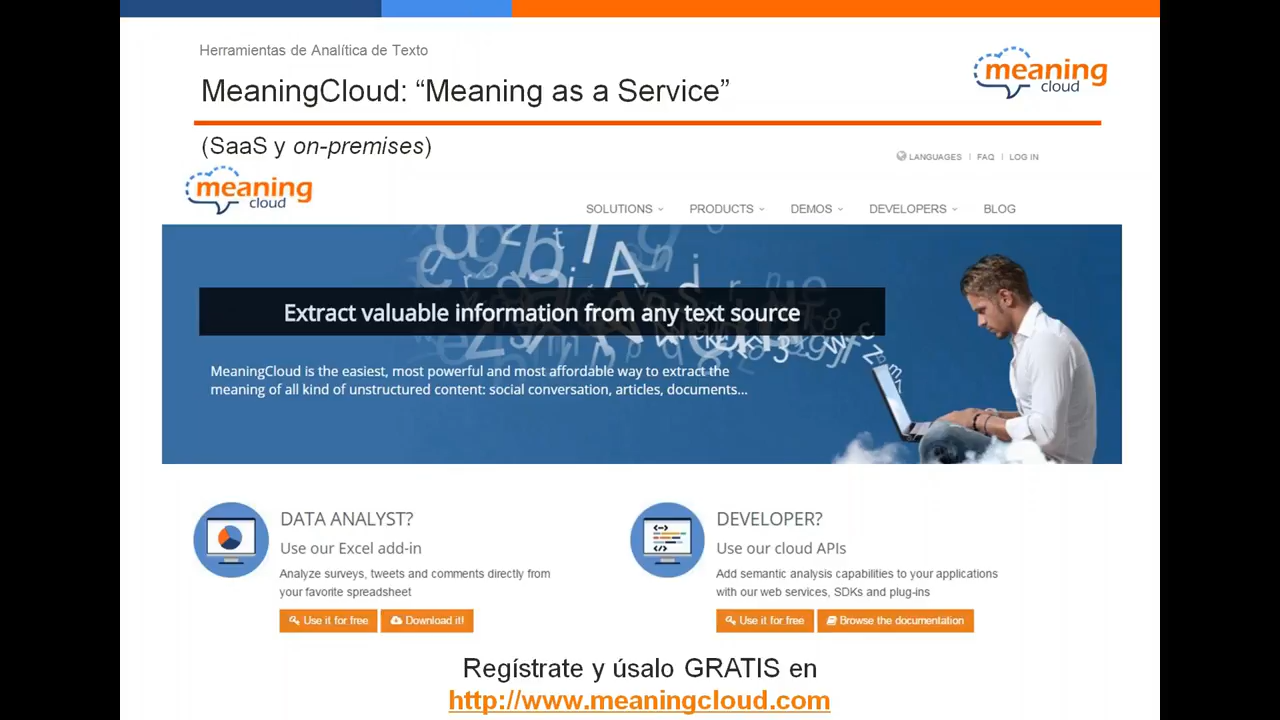 Herramientas de Analítica de Texto
MeaningCloud: “Meaning as a Service”
meaning
cloud
(SaaS y on-premises)
LANGUAGES | FAQ | LOG IN
meaning
cloud
SOLUTIONS PRODUCTS DEMOS DEVELOPERS BLOG
Extract valuable information from any text source
MeaningCloud is the easiest, most powerful and most affordable way to extract the
meaning of all kind of unstructured content: social conversation, articles, documents...
DATA ANALYST?
Use our Excel add-in
Analyze surveys, tweets and comments directly from
your favorite spreadsheet
Use it for free Download it!
DEVELOPER?
Use our cloud APIs
Add semantic analysis capabilities to your applications
with our web services, SDKs and plug-ins
Use it for free Browse the documentation
Regístrate y úsalo GRATIS en
http://www.meaningcloud.com